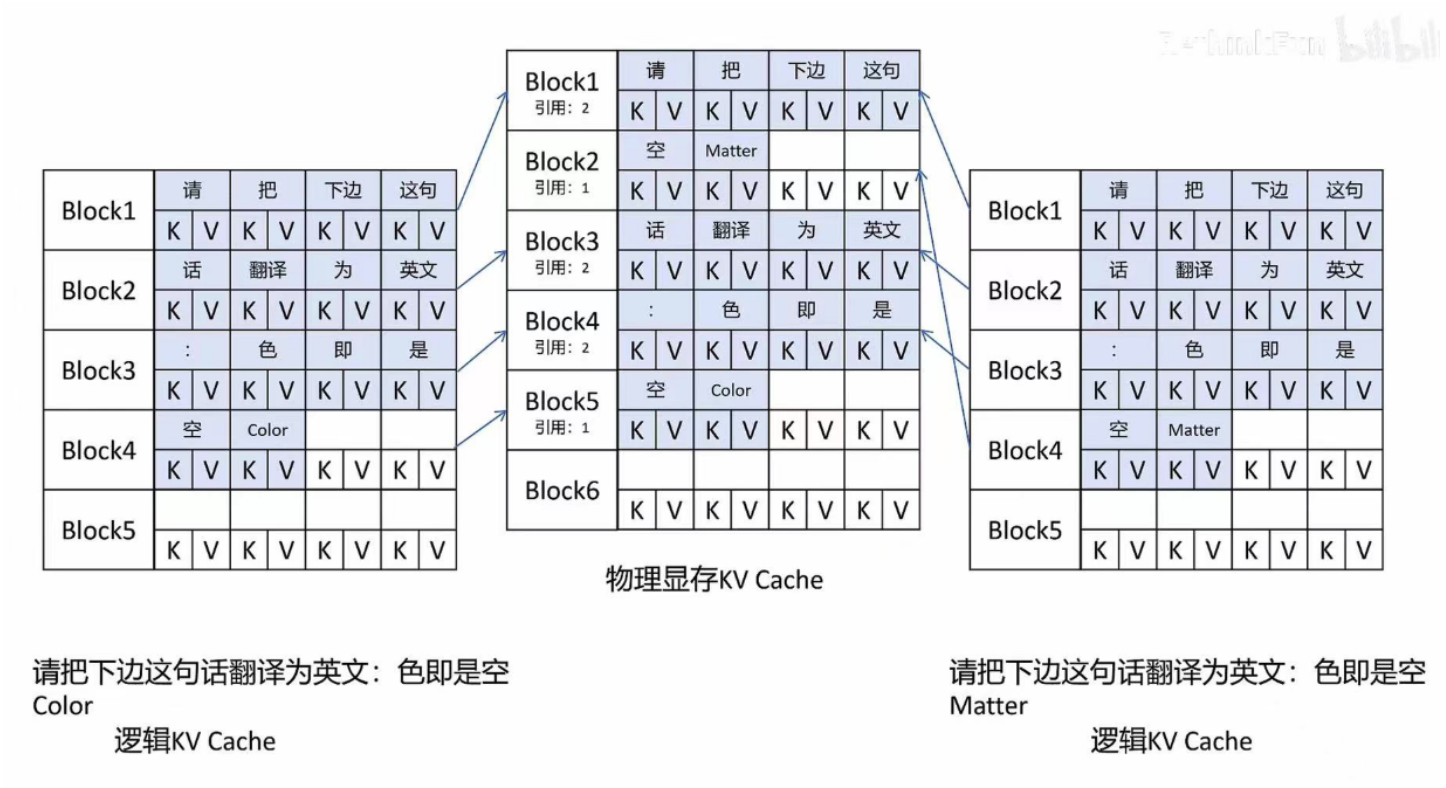 RethinkFun bilibili
Block1
请 把 下边 这句
K V K V K V K V
Block2
话 翻译 为 英文
K V K V K V K V
Block3
: 色 即 是
K V K V K V K V
Block4
空 Color
K V K V K V K V
Block5
K V K V K V K V
请把下边这句话翻译为英文：色即是空
Color
逻辑KV Cache
Block1
引用：2
请 把 下边 这句
K V K V K V K V
Block2
引用：1
空 Matter
K V K V K V K V
Block3
引用：2
话 翻译 为 英文
K V K V K V K V
Block4
引用：2
: 色 即 是
K V K V K V K V
Block5
引用：1
空 Color
K V K V K V K V
Block6
K V K V K V K V
物理显存KV Cache
Block1
请 把 下边 这句
K V K V K V K V
Block2
话 翻译 为 英文
K V K V K V K V
Block3
: 色 即 是
K V K V K V K V
Block4
空 Matter
K V K V K V K V
Block5
K V K V K V K V
请把下边这句话翻译为英文：色即是空
Matter
逻辑KV Cache